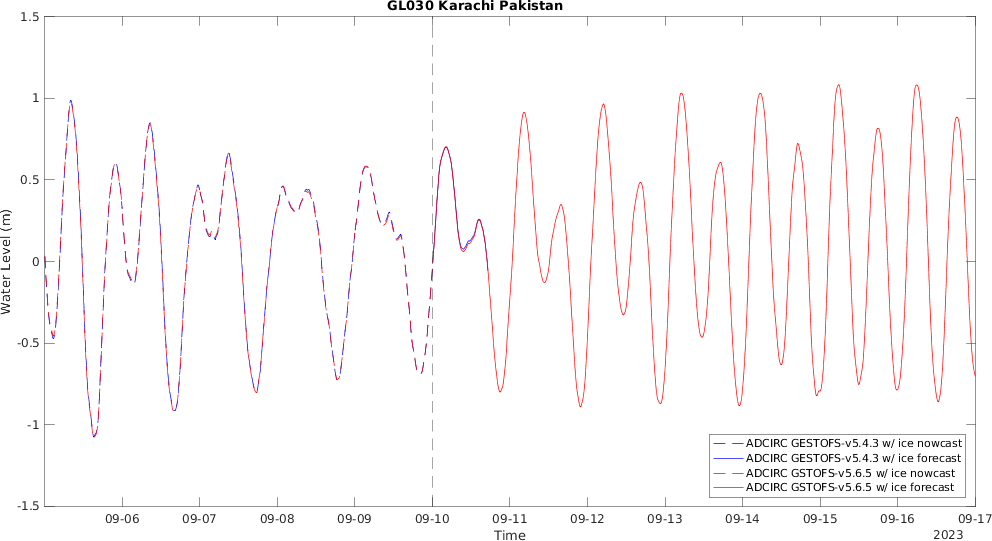 GL030 Karachi Pakistan
1.5
1
0.5
0
-0.5
-1
-1.5
Water Level (m)
09-06
09-07
09-08
09-09
09-10
09-11
09-12
09-13
09-14
09-15
09-16
09-17
Time
2023
ADCIRC GESTOFS-v5.4.3 w/ ice nowcast
ADCIRC GESTOFS-v5.4.3 w/ ice forecast
ADCIRC GSTOFS-v5.6.5 w/ ice nowcast
ADCIRC GSTOFS-v5.6.5 w/ ice forecast